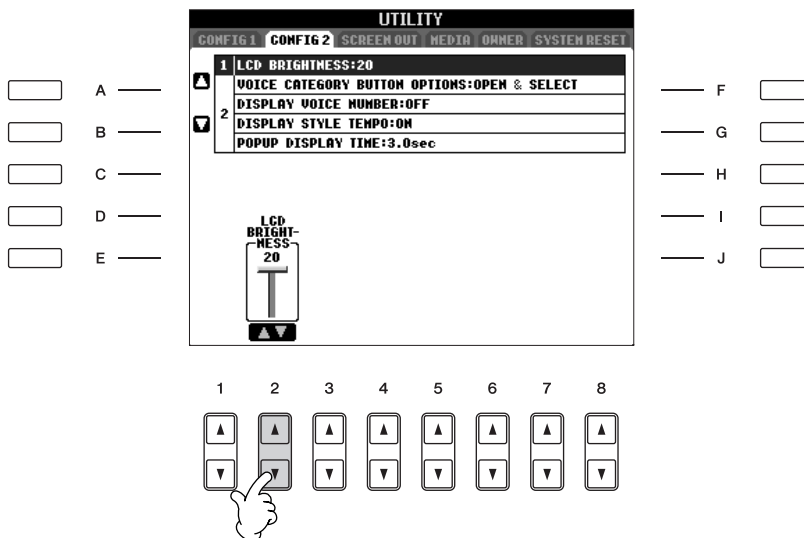 UTILITY
CONFIG 1 CONFIG 2 SCREEN OUT MEDIA OWNER SYSTEM RESET
1 LCD BRIGHTNESS:20
2
VOICE CATEGORY BUTTON OPTIONS:OPEN & SELECT
DISPLAY VOICE NUMBER:OFF
DISPLAY STYLE TEMPO:ON
POPUP DISPLAY TIME:3.0sec
A
B
C
D
E
F
G
H
I
J
LCD
BRIGHT-
NESS
20
1 2 3 4 5 6 7 8